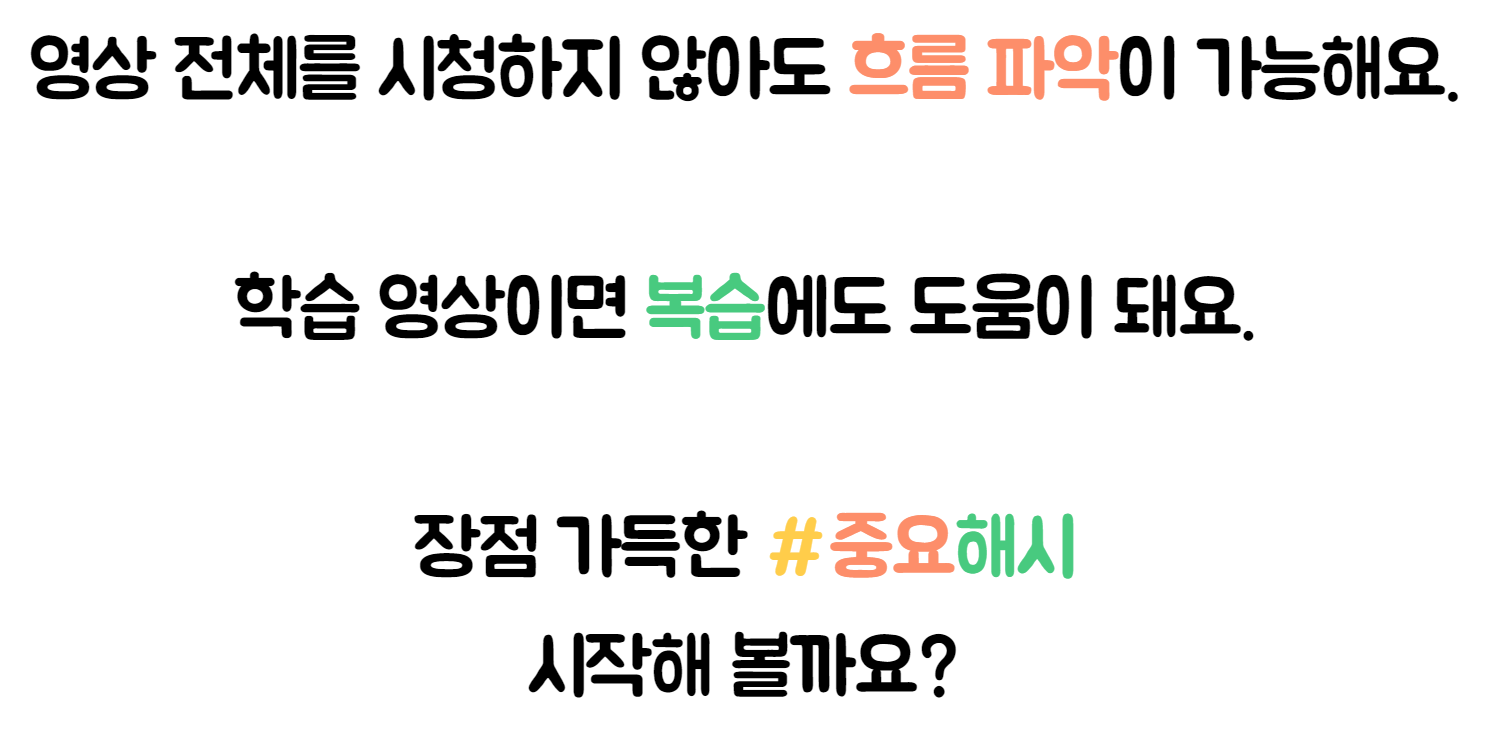 영상 전체를 시청하지 않아도 흐름 파악이 가능해요.
학습 영상이면 복습에도 도움이 돼요.
장점 가득한 #중요해시
시작해 볼까요?